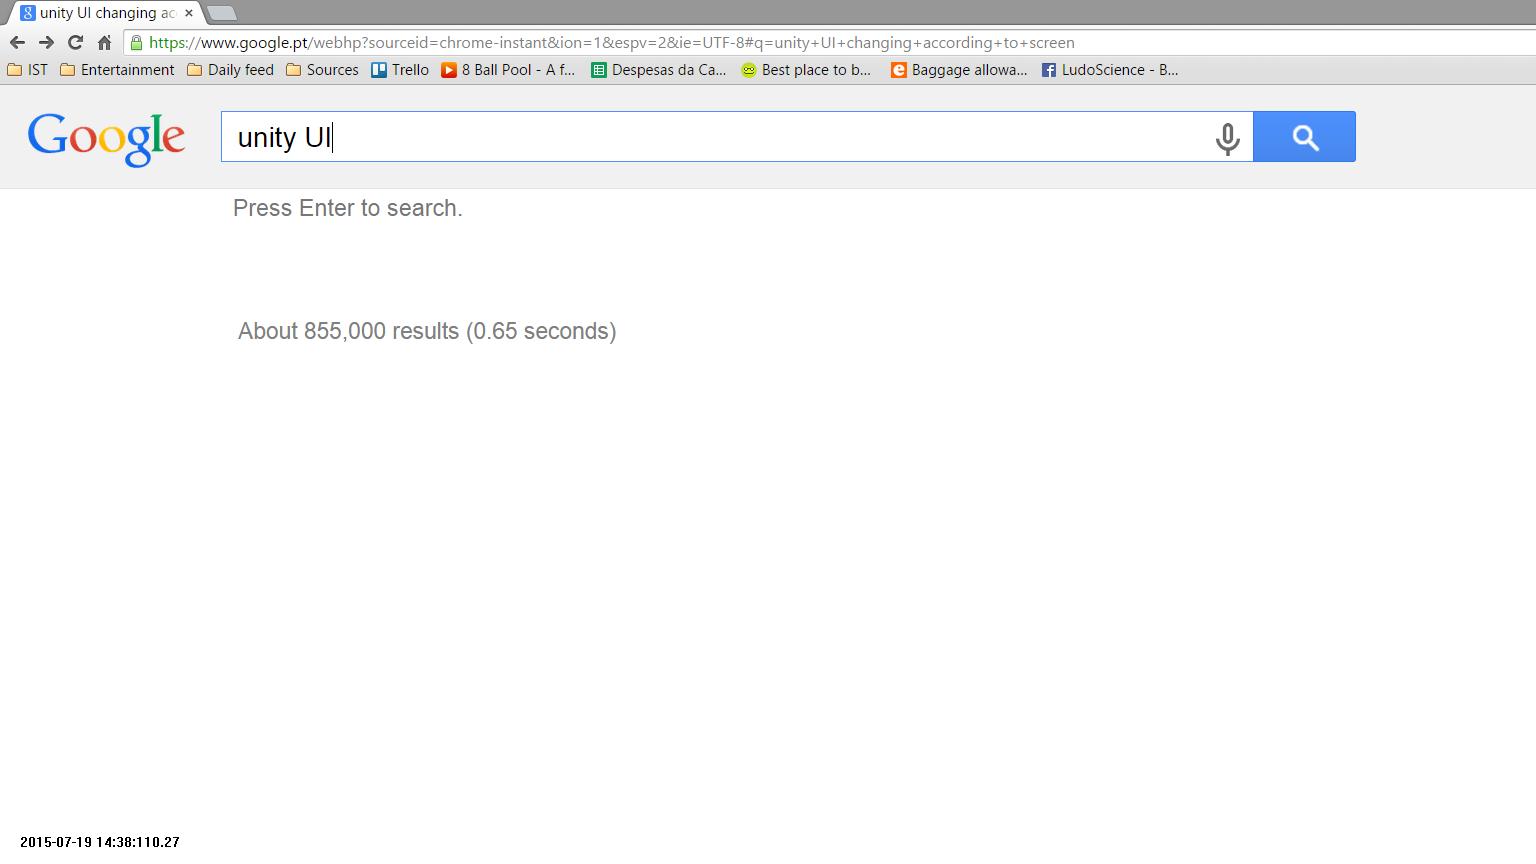 unity UI changing ac
https://www.google.pt/webhp?sourceid=chrome-instant&ion=1&espv=2&ie=UTF-8#q=unity+UI+changing+according+to+screen
IST Entertainment Daily feed Sources Trello 8 Ball Pool - A f... Despesas da Ca... Best place to b... Baggage allowa... LudoScience - B...
Google unity UI
Press Enter to search.
About 855,000 results (0.65 seconds)
2015-07-19 14:38:110.27